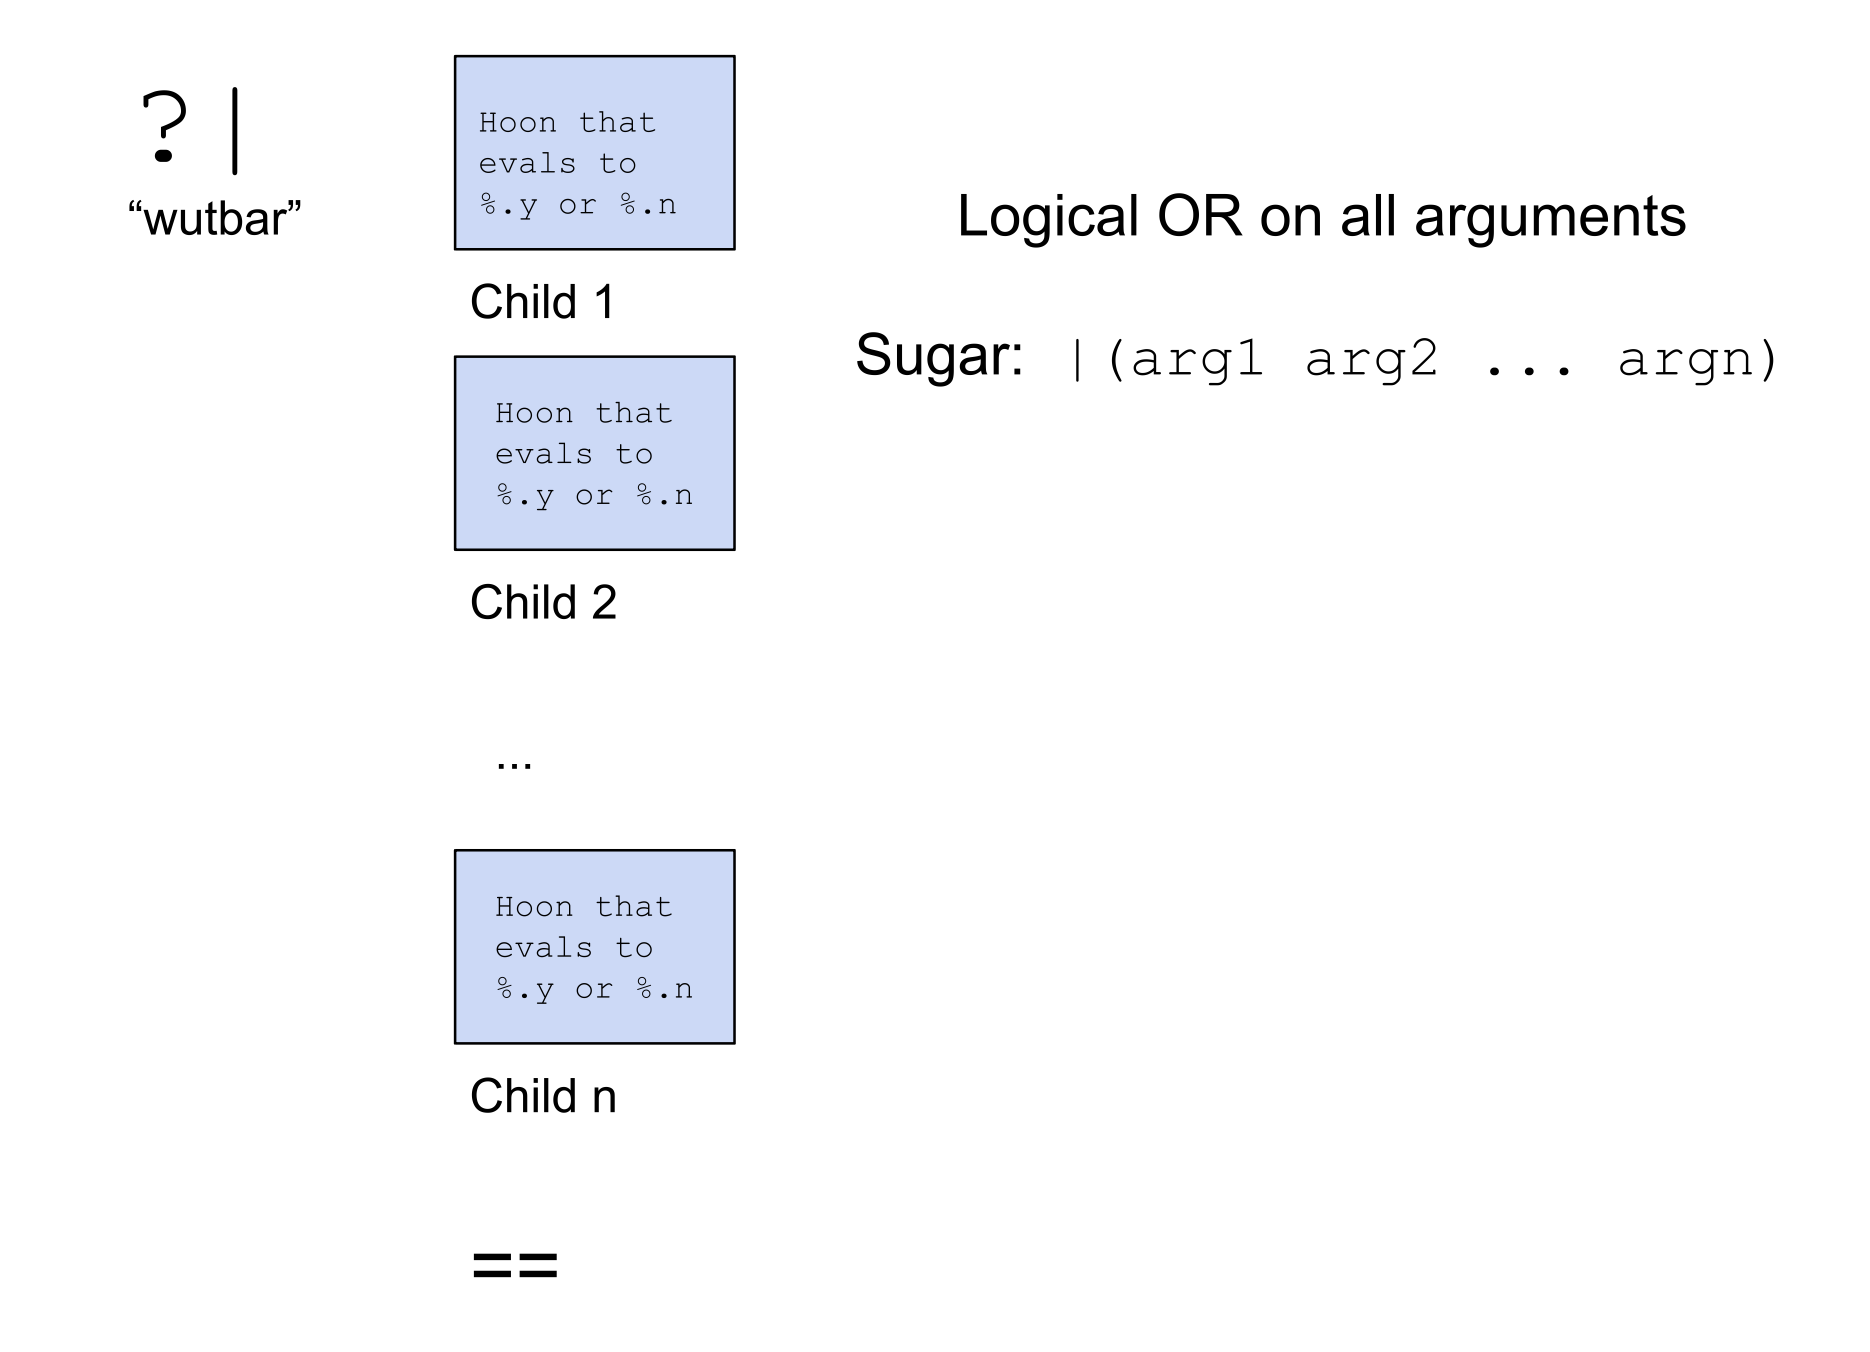 ?|
“wutbar”
Hoon that
evals to
%.y or %.n
Child 1
Hoon that
evals to
%.y or %.n
Child 2
...
Hoon that
evals to
%.y or %.n
Child n
==
Logical OR on all arguments
Sugar: |(arg1 arg2 ... argn)